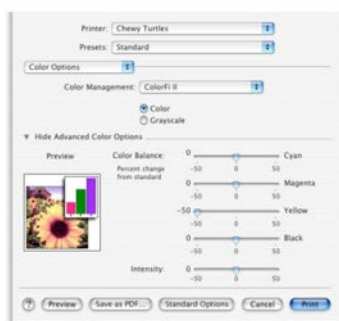 Printer: Chewy Turtles
Presets: Standard
Color Options
Color Management: ColorFi II
Color
Grayscale
Hide Advanced Color Options
Preview
Color Balance: 0 Cyan
Percent change -50 0 50
from standard
0 Magenta
-50 0 50
-50 Yellow
-50 0 50
0 Black
-50 0 50
Intensity: 0
-50 0 50
? Preview Save as PDF... Standard Options Cancel Print